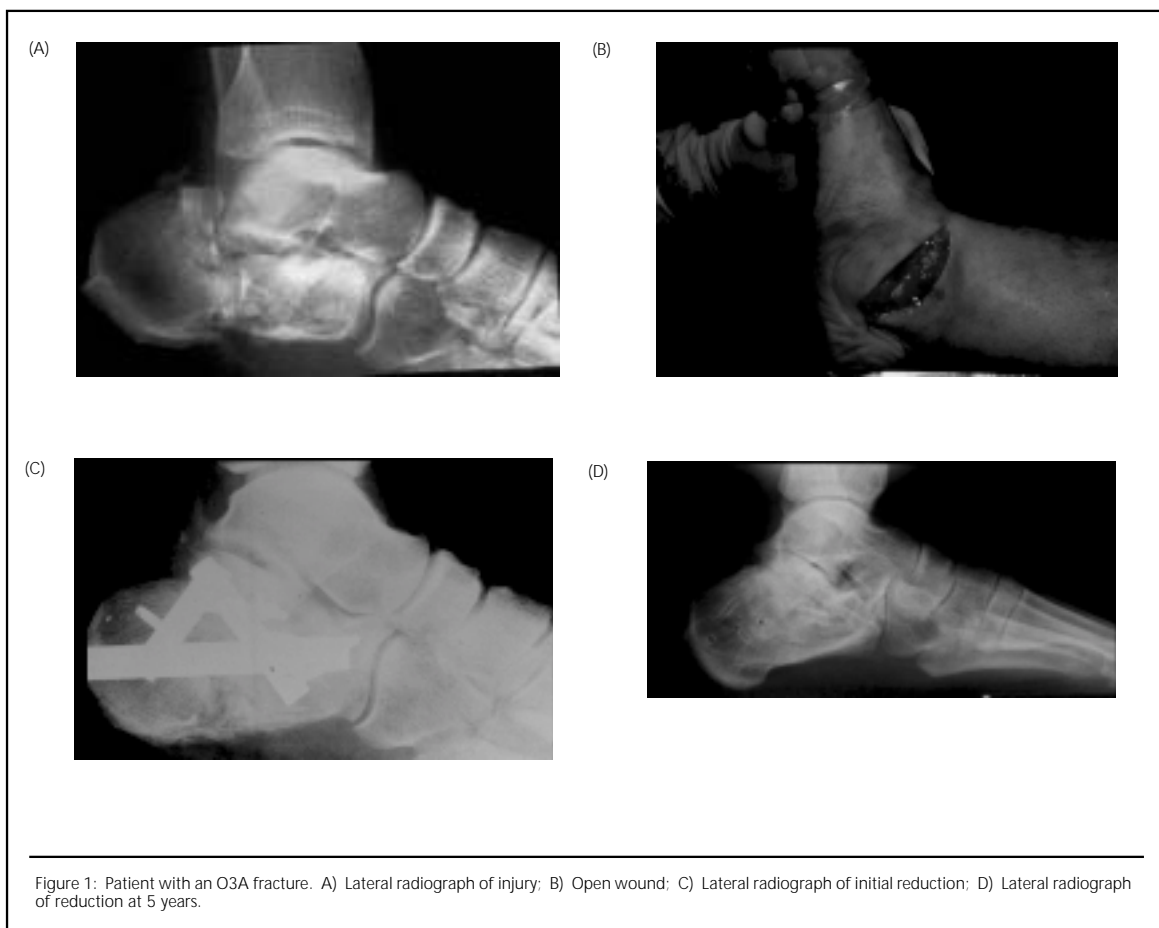 (A)
(B)
(C)
(D)
Figure 1: Patient with an O3A fracture. A) Lateral radiograph of injury; B) Open wound; C) Lateral radiograph of initial reduction; D) Lateral radiograph
of reduction at 5 years.